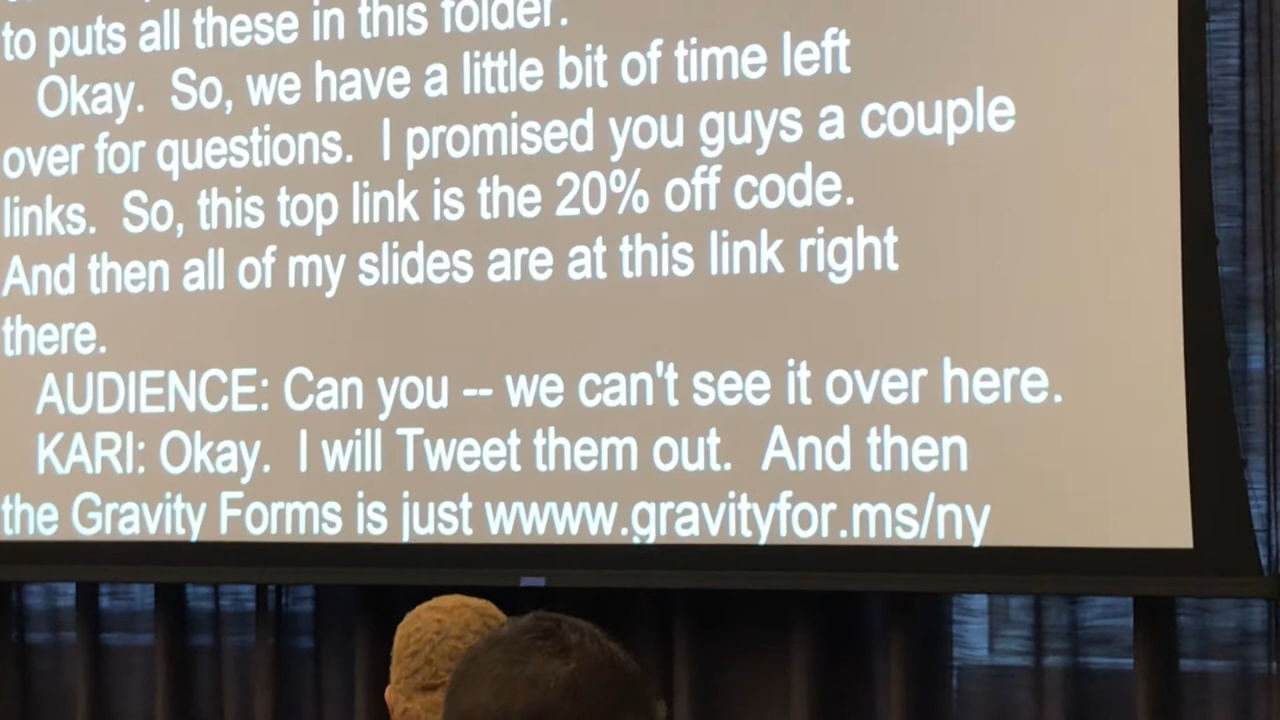 to puts all these in this folder.
Okay. So, we have a little bit of time left
over for questions. I promised you guys a couple
links. So, this top link is the 20% off code.
And then all of my slides are at this link right
there.
AUDIENCE: Can you -- we can't see it over here.
KARI: Okay. I will Tweet them out. And then
the Gravity Forms is just wwww.gravityfor.ms/ny